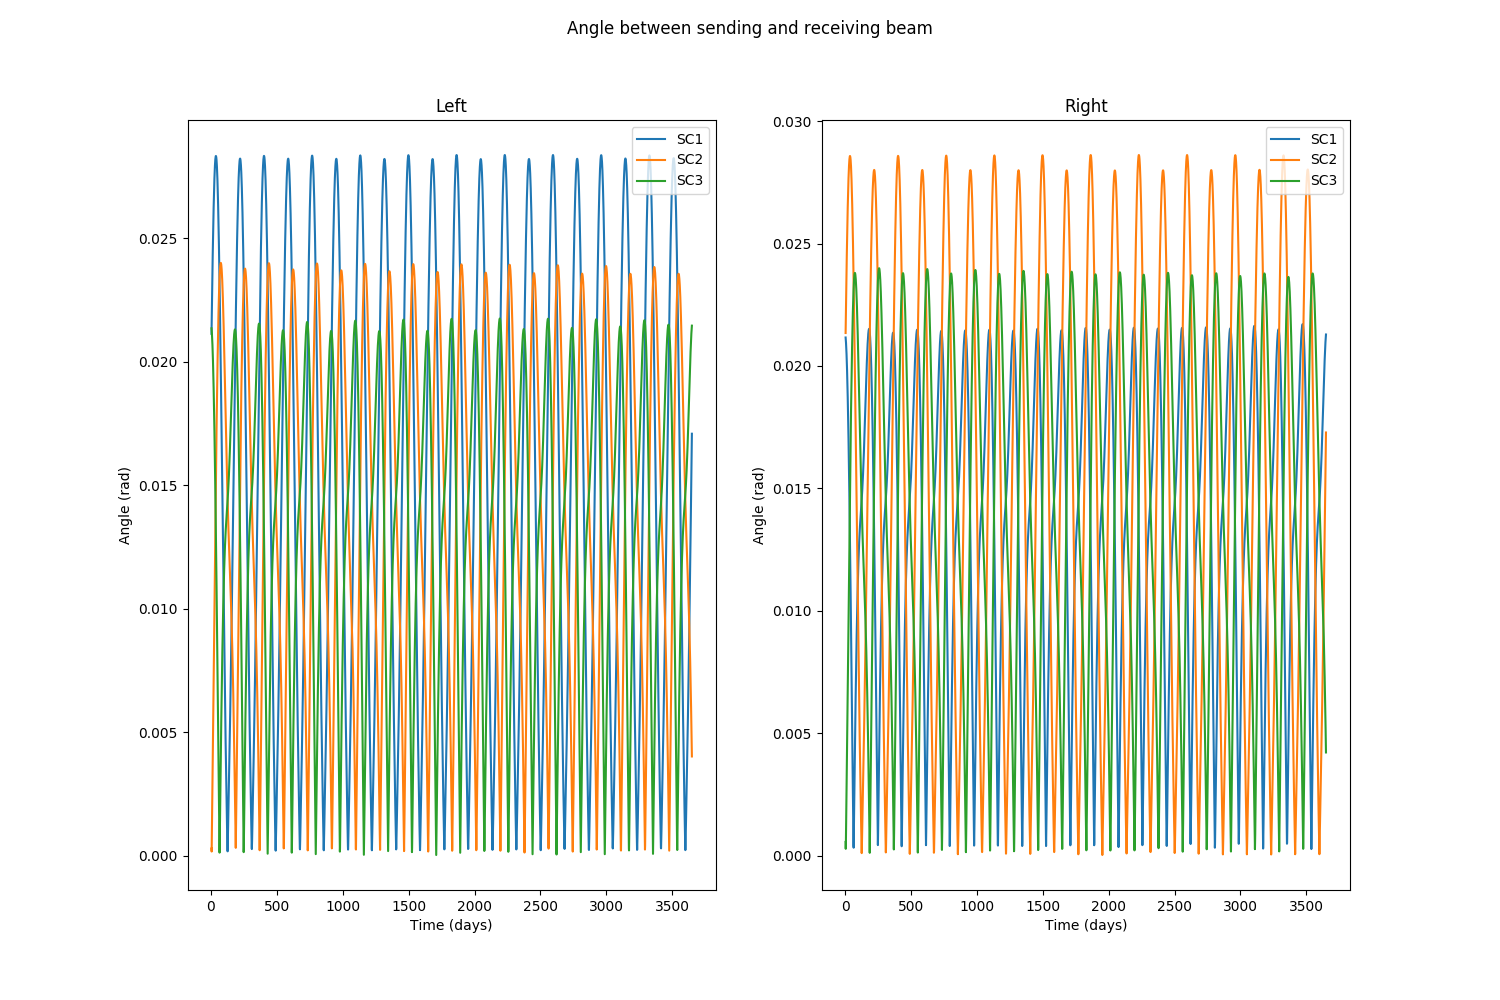 Angle between sending and receiving beam
Left
SC1
SC2
SC3
0.025
0.020
0.015
0.010
0.005
0.000
Angle (rad)
0 500 1000 1500 2000 2500 3000 3500
Time (days)
Right
SC1
SC2
SC3
0.030
0.025
0.020
0.015
0.010
0.005
0.000
Angle (rad)
0 500 1000 1500 2000 2500 3000 3500
Time (days)